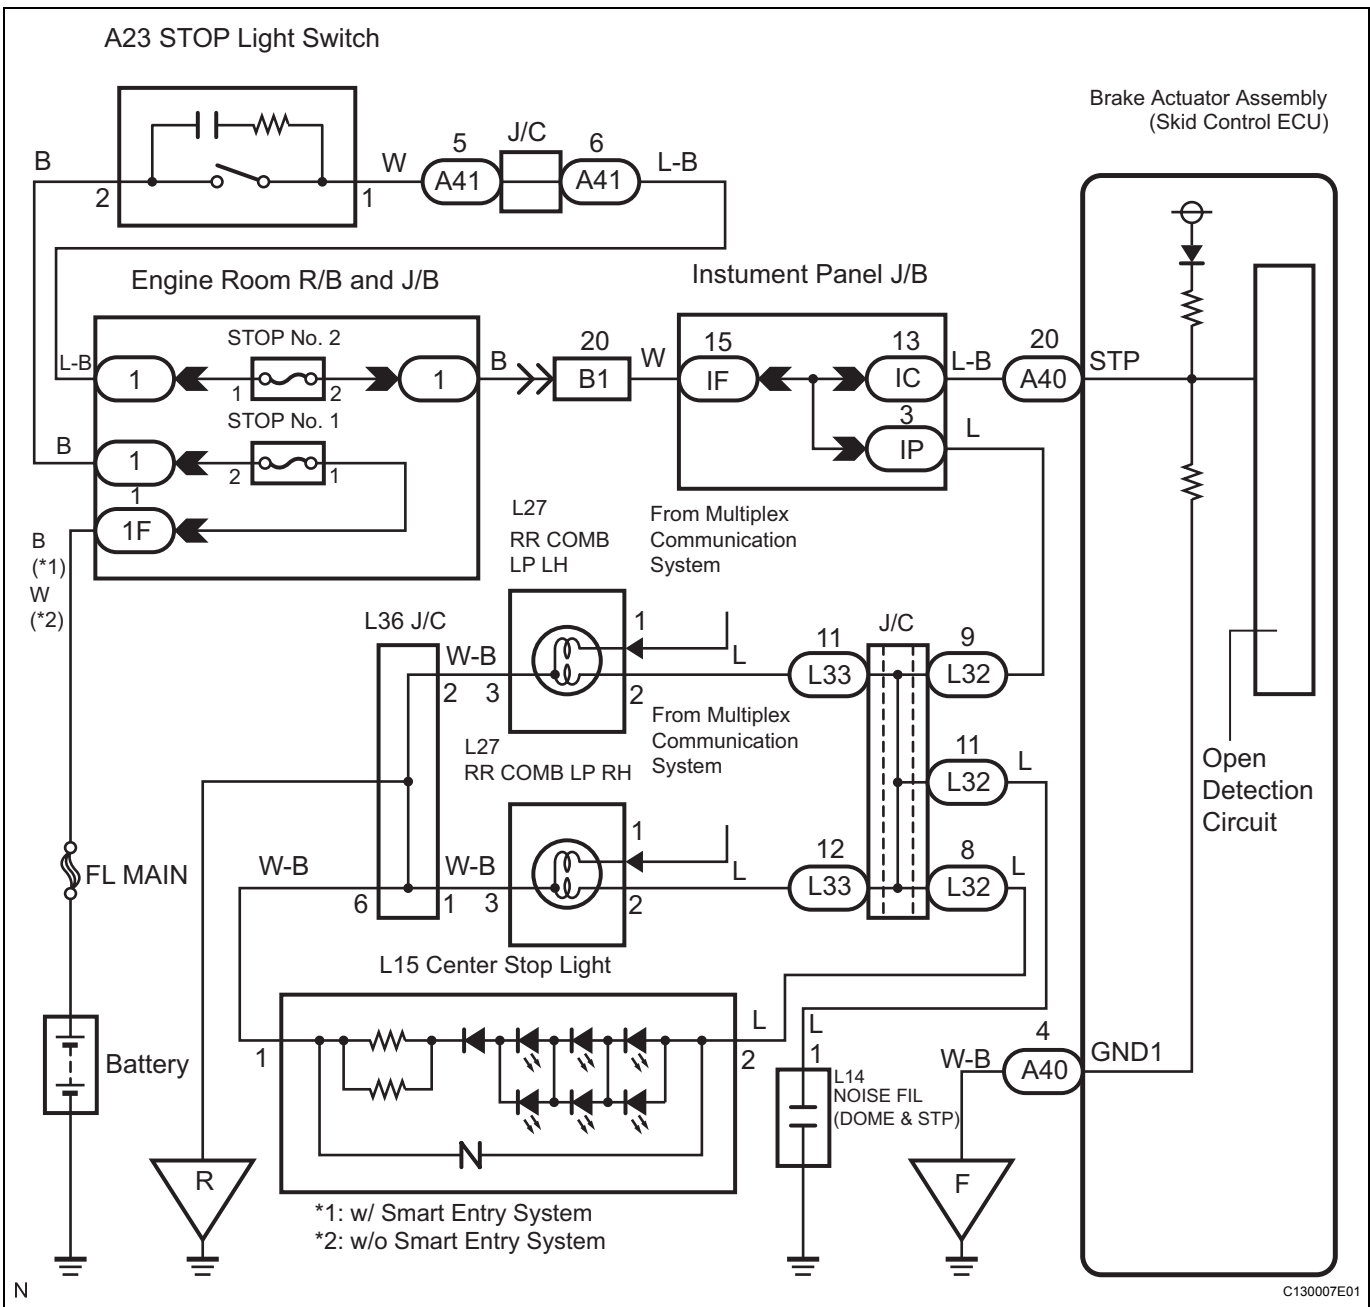 A23 STOP Light Switch
Brake Actuator Assembly
(Skid Control ECU)
B
2
1
W
5
A41
J/C
6
A41
L-B
Engine Room R/B and J/B
Instument Panel J/B
STOP No. 2
L-B
1
1
2
1
B
20
B1
W
15
IF
13
IC
L-B
20
A40
STP
STOP No. 1
B
1
2
1
3
IP
L
1
1F
B
(*1)
W
(*2)
L27
RR COMB
LP LH
From Multiplex
Communication
System
L36 J/C
W-B
2
3
1
2
L
11
L33
J/C
9
L32
From Multiplex
Communication
System
L27
RR COMB LP RH
11
L32
L
Open
Detection
Circuit
FL MAIN
W-B
6
W-B
1
3
1
2
L
12
L33
8
L32
L
L15 Center Stop Light
1
L
2
L
1
L14
NOISE FIL
(DOME & STP)
W-B
4
A40
GND1
Battery
R
F
*1: w/ Smart Entry System
*2: w/o Smart Entry System
N
C130007E01